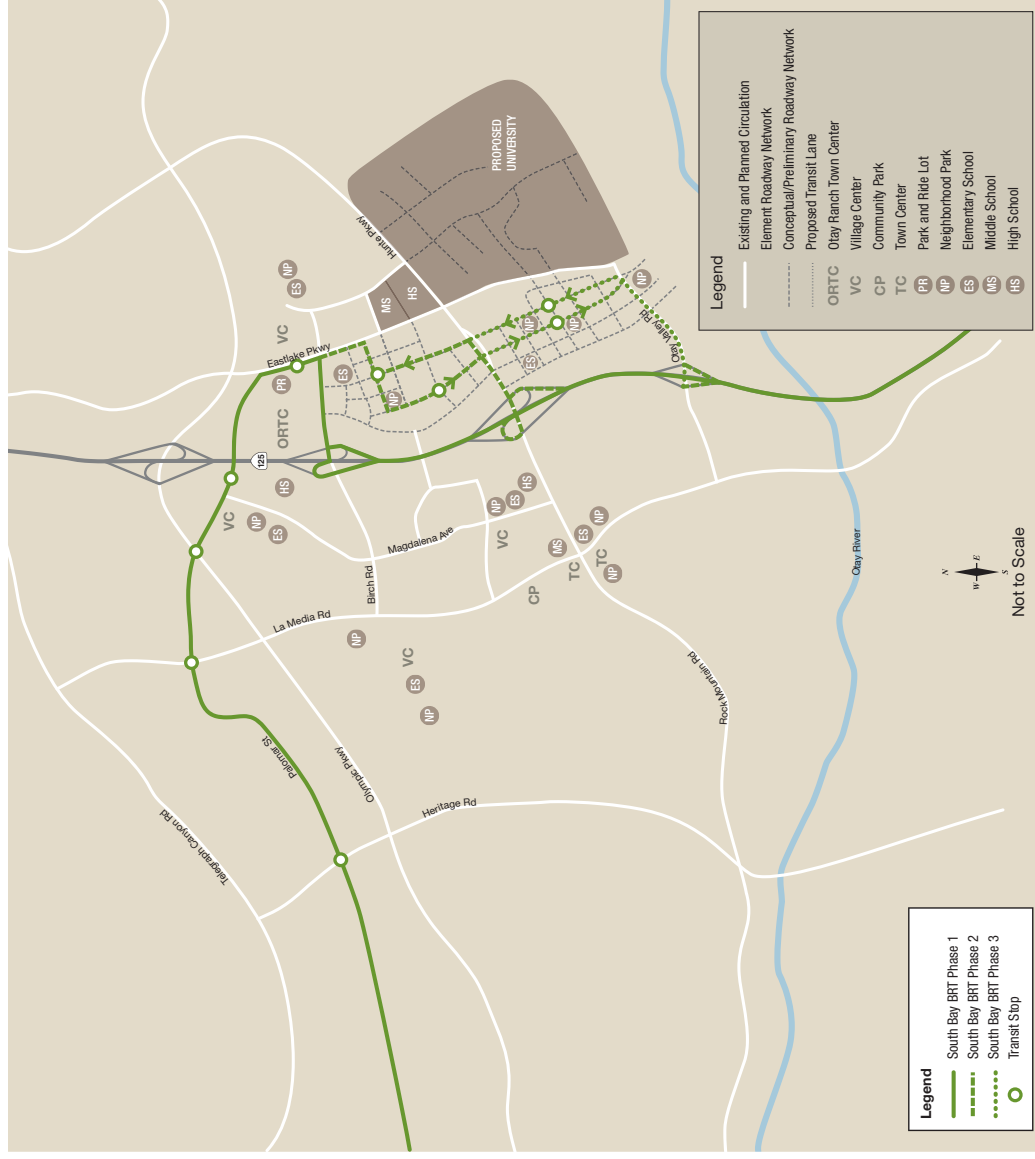 Telegraph Canyon Rd
Palomar St
Olympic Pkwy
Heritage Rd
La Media Rd
Birch Rd
Magdalena Ave
Rock Mountain Rd
Otay River
Otay Valley Rd
Eastlake Pkwy
Hunte Pkwy
125
PROPOSED
UNIVERSITY
MS
HS
VC
NP
ES
HS
ORTC
PR
VC
ES
NP
ES
NP
NP
ES
NP
NP
NP
VC
ES
NP
VC
NP
ES
HS
CP
MS
TC
ES
NP
TC
NP
N
W
E
S
Not to Scale
Legend
South Bay BRT Phase 1
South Bay BRT Phase 2
South Bay BRT Phase 3
Transit Stop
Legend
Existing and Planned Circulation
Element Roadway Network
Conceptual/Preliminary Roadway Network
Proposed Transit Lane
ORTC Otay Ranch Town Center
VC Village Center
CP Community Park
TC Town Center
PR Park and Ride Lot
NP Neighborhood Park
ES Elementary School
MS Middle School
HS High School